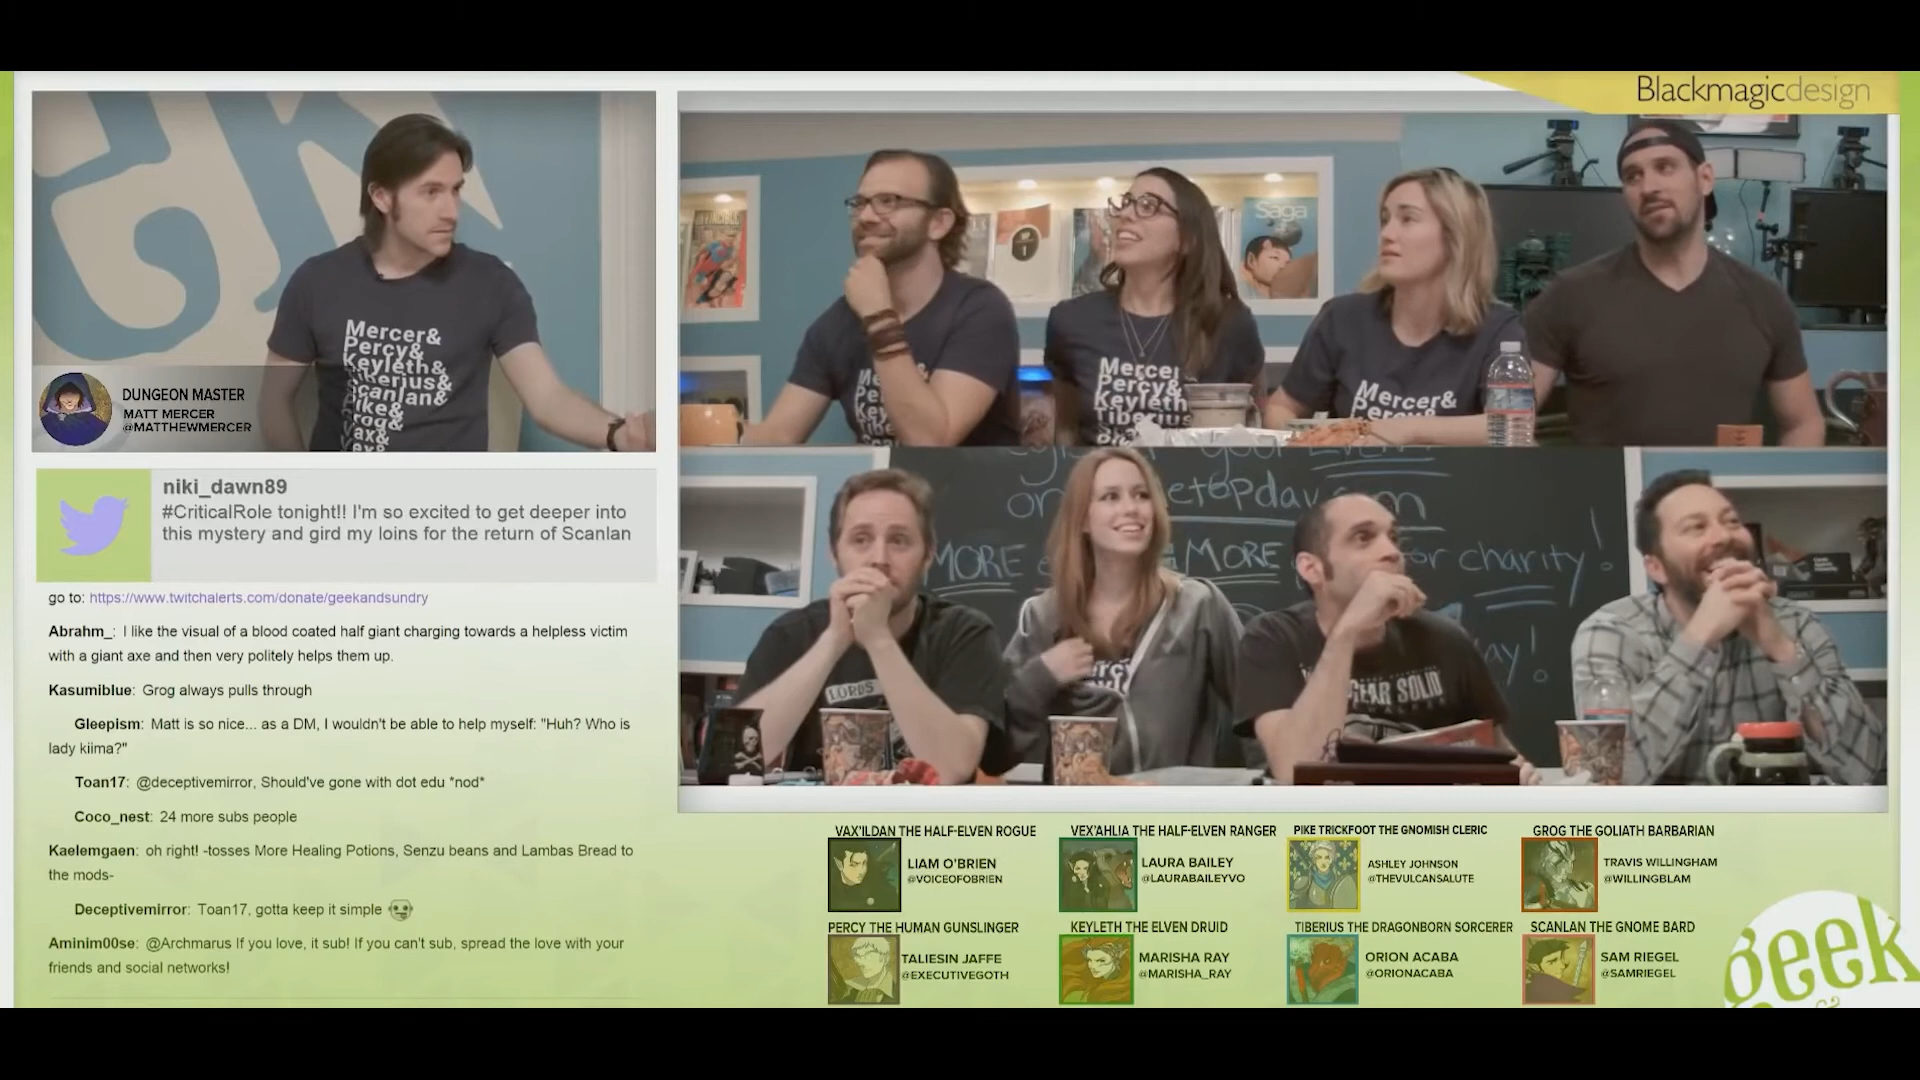 Blackmagicdesign
Mercer&
Percy&
Keyleth&
Tiberius&
Scanlan&
Pike&
Grog&
Vax&
Vex&
DUNGEON MASTER
MATT MERCER
@MATTHEWMERCER
INVINCIBLE
Saga
Mercer
Percy&
Keyleth
Tiberius
Mercer&
Percy&
niki_dawn89
#CriticalRole tonight!! I'm so excited to get deeper into
this mystery and gird my loins for the return of Scanlan
go to: https://www.twitchalerts.com/donate/geekandsundry
Abrahm_: I like the visual of a blood coated half giant charging towards a helpless victim
with a giant axe and then very politely helps them up.
Kasumiblue: Grog always pulls through
Gleepism: Matt is so nice... as a DM, I wouldn't be able to help myself: "Huh? Who is
lady kiima?"
Toan17: @deceptivemirror, Should've gone with dot edu *nod*
Coco_nest: 24 more subs people
Kaelemgaen: oh right! -tosses More Healing Potions, Senzu beans and Lambas Bread to
the mods-
Deceptivemirror: Toan17, gotta keep it simple
Aminim00se: @Archmarus If you love, it sub! If you can't sub, spread the love with your
friends and social networks!
your
on
MORE MORE for charity!
ay!
LORDS
GEAR SOLID
VAX'ILDAN THE HALF-ELVEN ROGUE
LIAM O'BRIEN
@VOICEOFOBRIEN
VEX'AHLIA THE HALF-ELVEN RANGER
LAURA BAILEY
@LAURABAILEYVO
PIKE TRICKFOOT THE GNOMISH CLERIC
ASHLEY JOHNSON
@THEVULCANSALUTE
GROG THE GOLIATH BARBARIAN
TRAVIS WILLINGHAM
@WILLINGBLAM
PERCY THE HUMAN GUNSLINGER
TALIESIN JAFFE
@EXECUTIVEGOTH
KEYLETH THE ELVEN DRUID
MARISHA RAY
@MARISHA_RAY
TIBERIUS THE DRAGONBORN SORCERER
ORION ACABA
@ORIONACABA
SCANLAN THE GNOME BARD
SAM RIEGEL
@SAMRIEGEL
geek
&